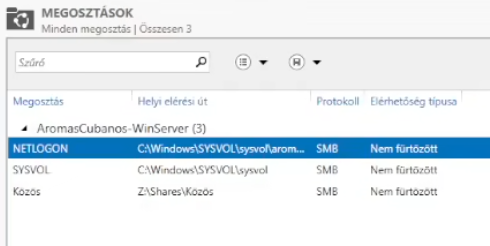 MEGOSZTÁSOK
Minden megosztás | Összesen 3
Szűrő
Megosztás Helyi elérési út Protokoll Elérhetőség típusa
AromasCubanos-WinServer (3)
NETLOGON C:\Windows\SYSVOL\sysvol\arom... SMB Nem fürtözött
SYSVOL C:\Windows\SYSVOL\sysvol SMB Nem fürtözött
Közös Z:\Shares\Közös SMB Nem fürtözött